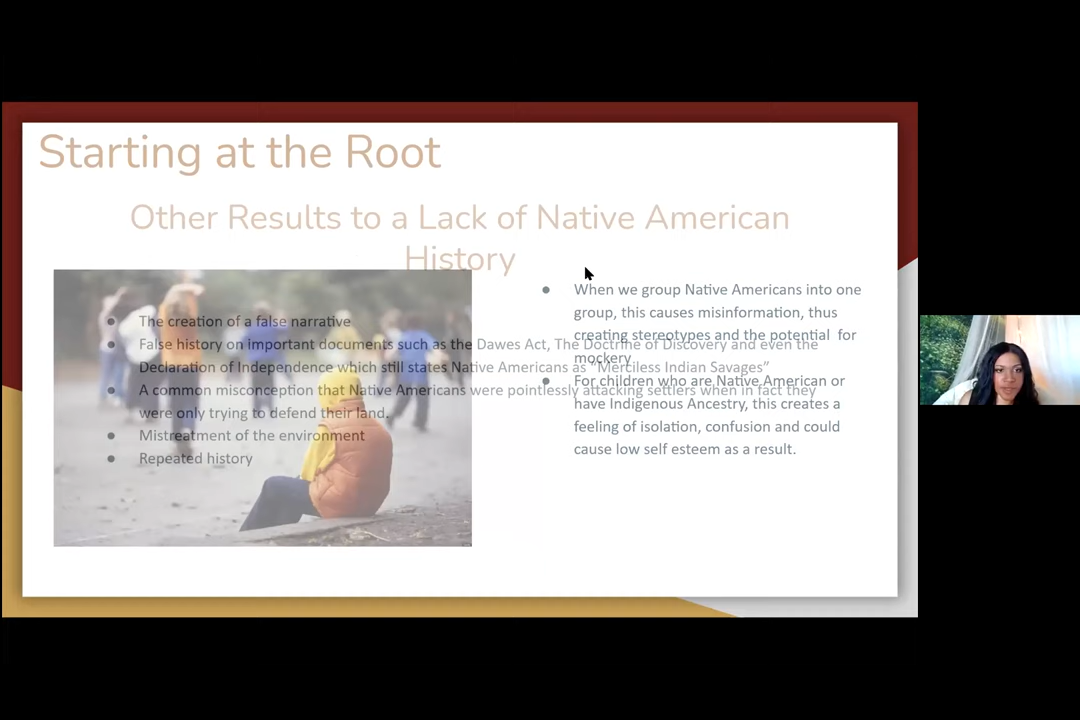 Starting at the Root
Other Results to a Lack of Native American
History
● When we group Native Americans into one
group, this causes misinformation, thus
creating stereotypes and the potential for
mockery
● For children who are Native American or
have Indigenous Ancestry, this creates a
feeling of isolation, confusion and could
cause low self esteem as a result.
● The creation of a false narrative
● False history on important documents such as the Dawes Act, The Doctrine of Discovery and even the
Declaration of Independence which still states Native Americans as “Merciless Indian Savages”
● A common misconception that Native Americans were pointlessly attacking settlers when in fact they
were only trying to defend their land.
● Mistreatment of the environment
● Repeated history